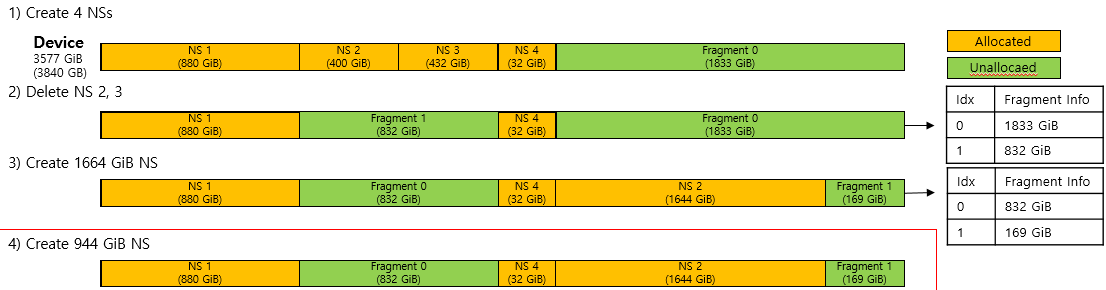 1) Create 4 NSs
Device
3577 GiB
(3840 GB)
NS 1
(880 GiB)
NS 2
(400 GiB)
NS 3
(432 GiB)
NS 4
(32 GiB)
Fragment 0
(1833 GiB)
Allocated
Unallocaed
2) Delete NS 2, 3
NS 1
(880 GiB)
Fragment 1
(832 GiB)
NS 4
(32 GiB)
Fragment 0
(1833 GiB)
Idx Fragment Info
0 1833 GiB
1 832 GiB
3) Create 1664 GiB NS
NS 1
(880 GiB)
Fragment 0
(832 GiB)
NS 4
(32 GiB)
NS 2
(1644 GiB)
Fragment 1
(169 GiB)
Idx Fragment Info
0 832 GiB
1 169 GiB
4) Create 944 GiB NS
NS 1
(880 GiB)
Fragment 0
(832 GiB)
NS 4
(32 GiB)
NS 2
(1644 GiB)
Fragment 1
(169 GiB)